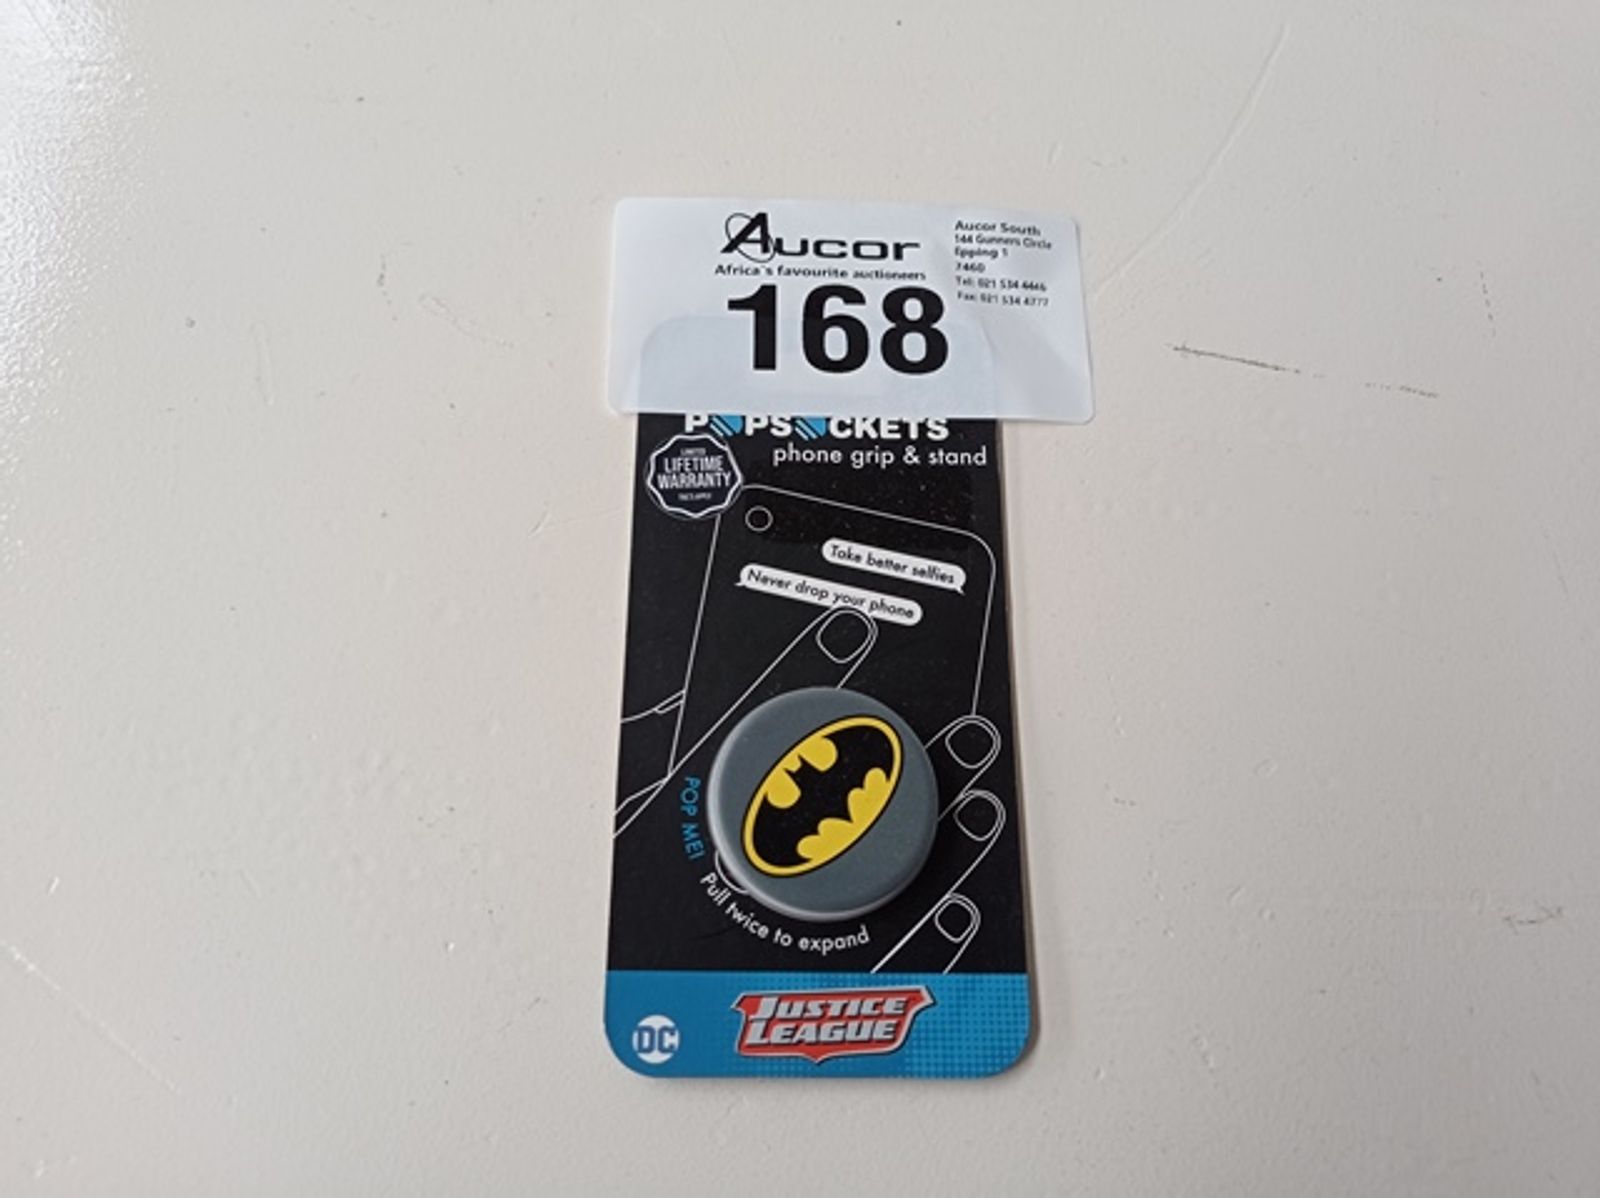 Aucor
Africa's favourite auctioneers
168
Aucor South
144 Gunners Circle
Epping 1
7460
Tel: 021 534 4446
Fax: 021 534 4777
POPSOCKETS
phone grip & stand
LIMITED
LIFETIME
WARRANTY
Take better selfies
Never drop your phone
POP ME!
Pull twice to expand
DC
JUSTICE
LEAGUE